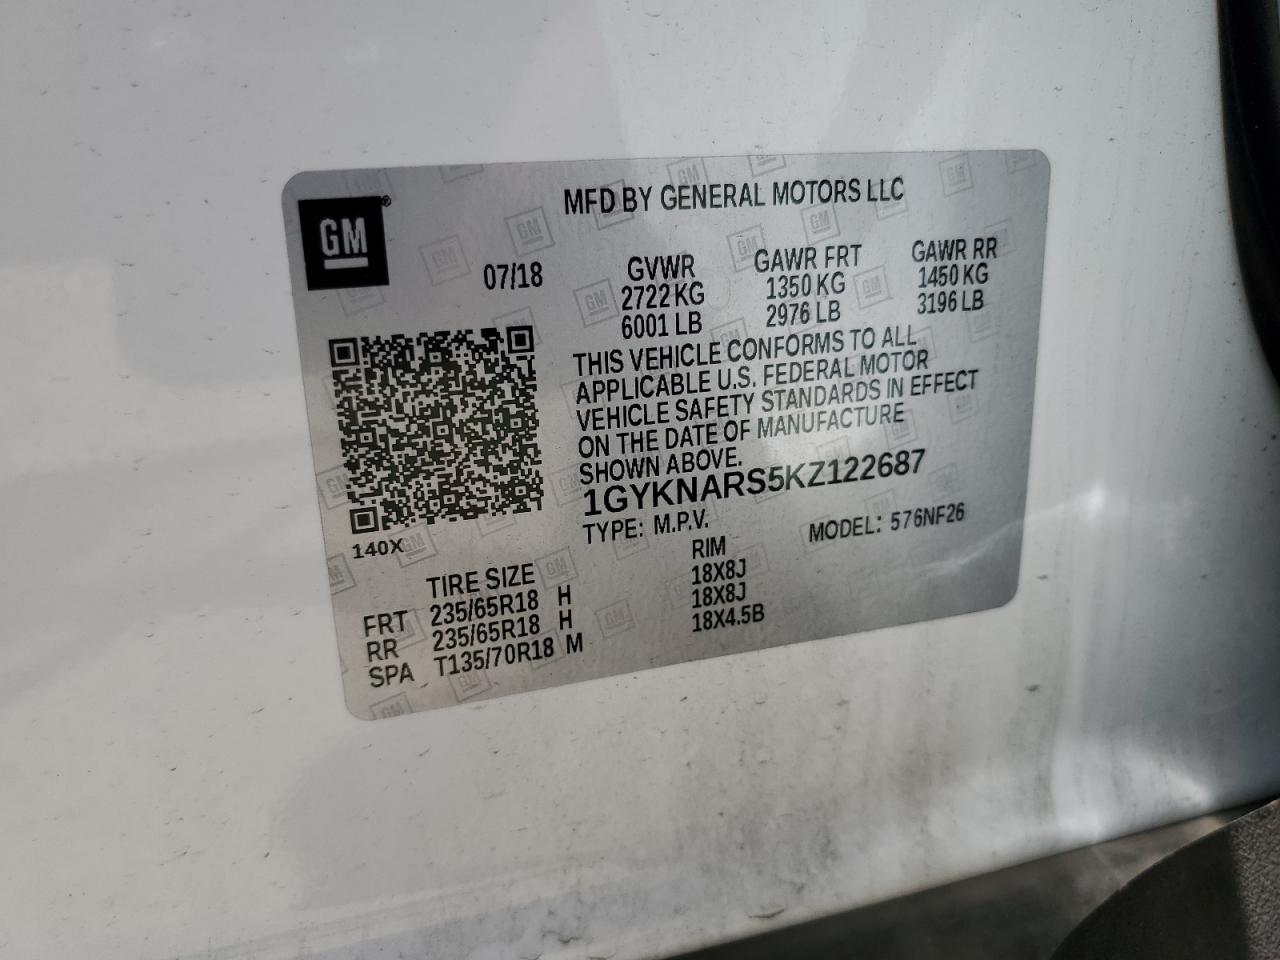 GM®
MFD BY GENERAL MOTORS LLC
07/18
GVWR GAWR FRT GAWR RR
2722 KG 1350 KG 1450 KG
6001 LB 2976 LB 3196 LB
THIS VEHICLE CONFORMS TO ALL
APPLICABLE U.S. FEDERAL MOTOR
VEHICLE SAFETY STANDARDS IN EFFECT
ON THE DATE OF MANUFACTURE
SHOWN ABOVE.
1GYKNARS5KZ122687
TYPE: M.P.V. MODEL: 576NF26
140X
TIRE SIZE RIM
FRT 235/65R18 H 18X8J
RR 235/65R18 H 18X8J
SPA T135/70R18 M 18X4.5B